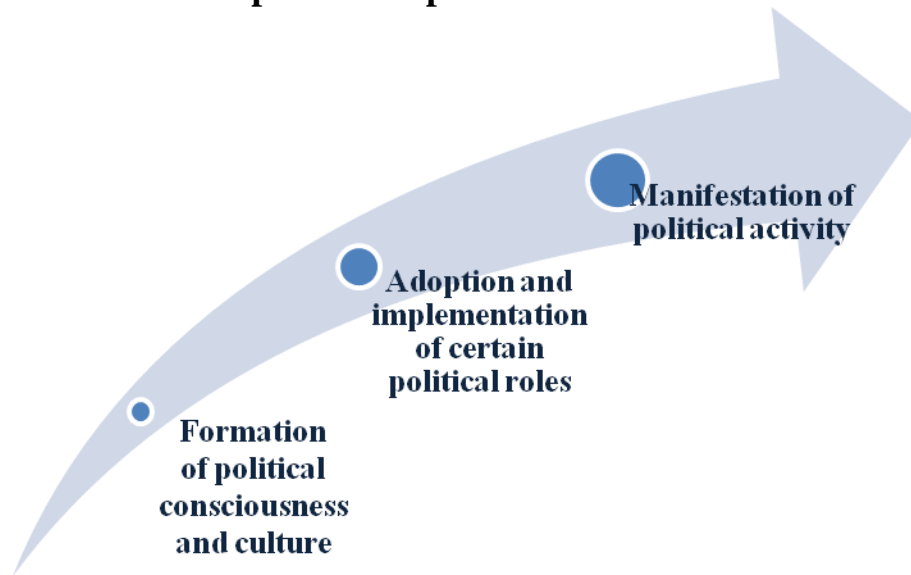 Formation
of political
consciousness
and culture
Adoption and
implementation
of certain
political roles
Manifestation of
political activity